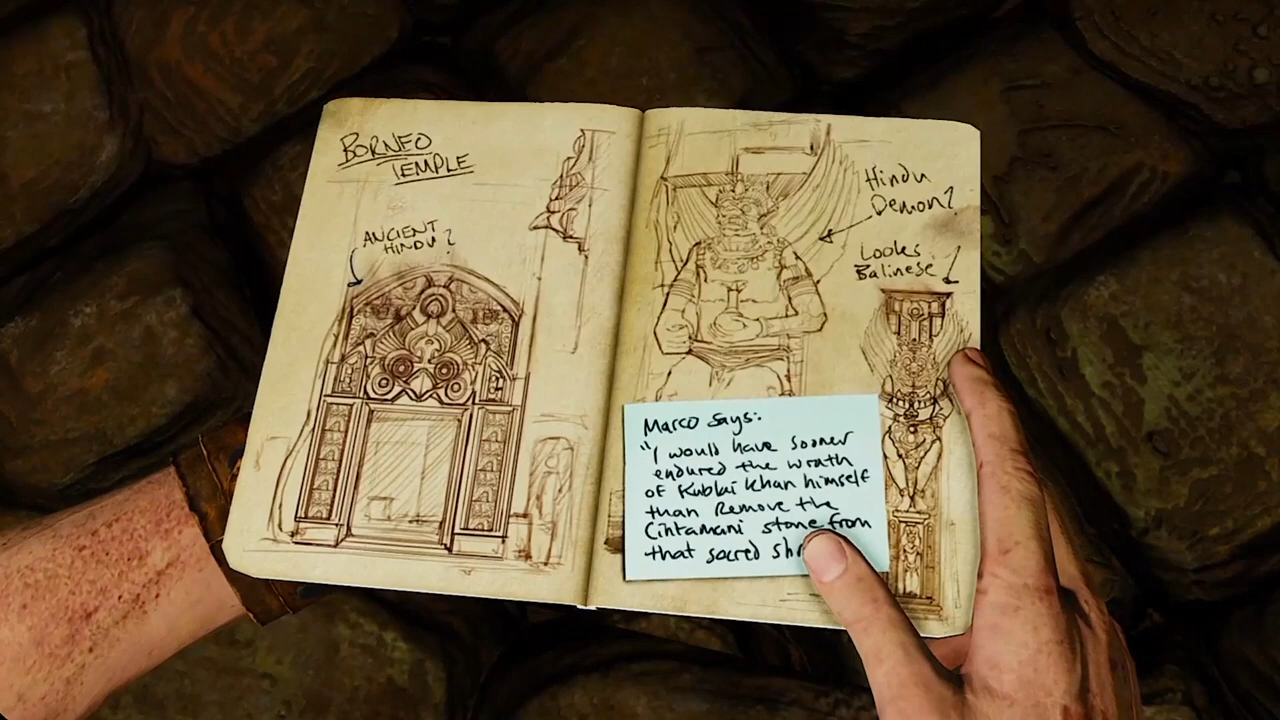 BORNEO
TEMPLE
ANCIENT
HINDU?
Hindu
Demon?
Looks
Balinese
Marco says:
"I would have sooner
endured the wrath
of Kublai Khan himself
than Remove the
Cintamani stone from
that sacred